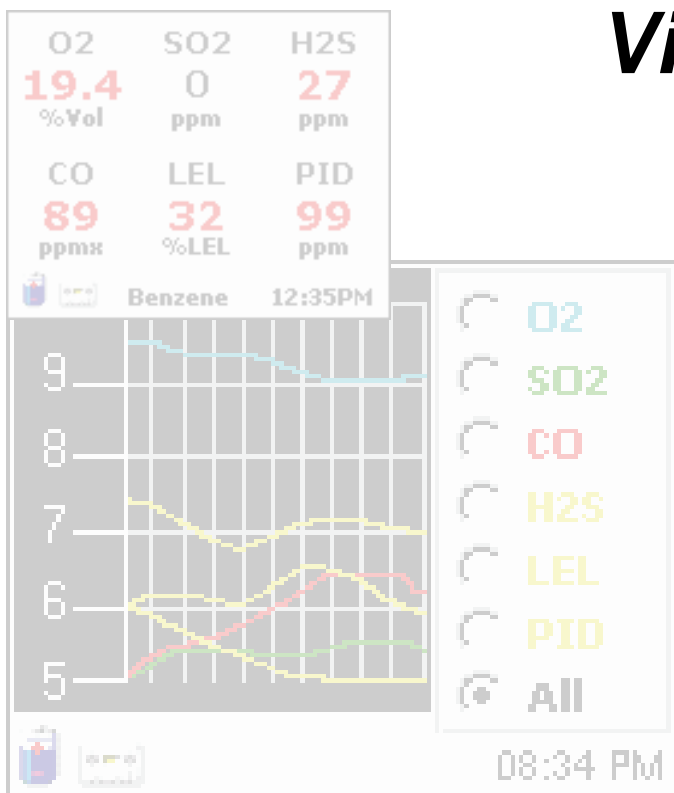 Vi
O2 SO2 H2S
19.4 0 27
%Vol ppm ppm
CO LEL PID
89 32 99
ppmx %LEL ppm
Benzene 12:35PM
O2
9
SO2
8
CO
7
H2S
LEL
6
PID
5
All
08:34 PM